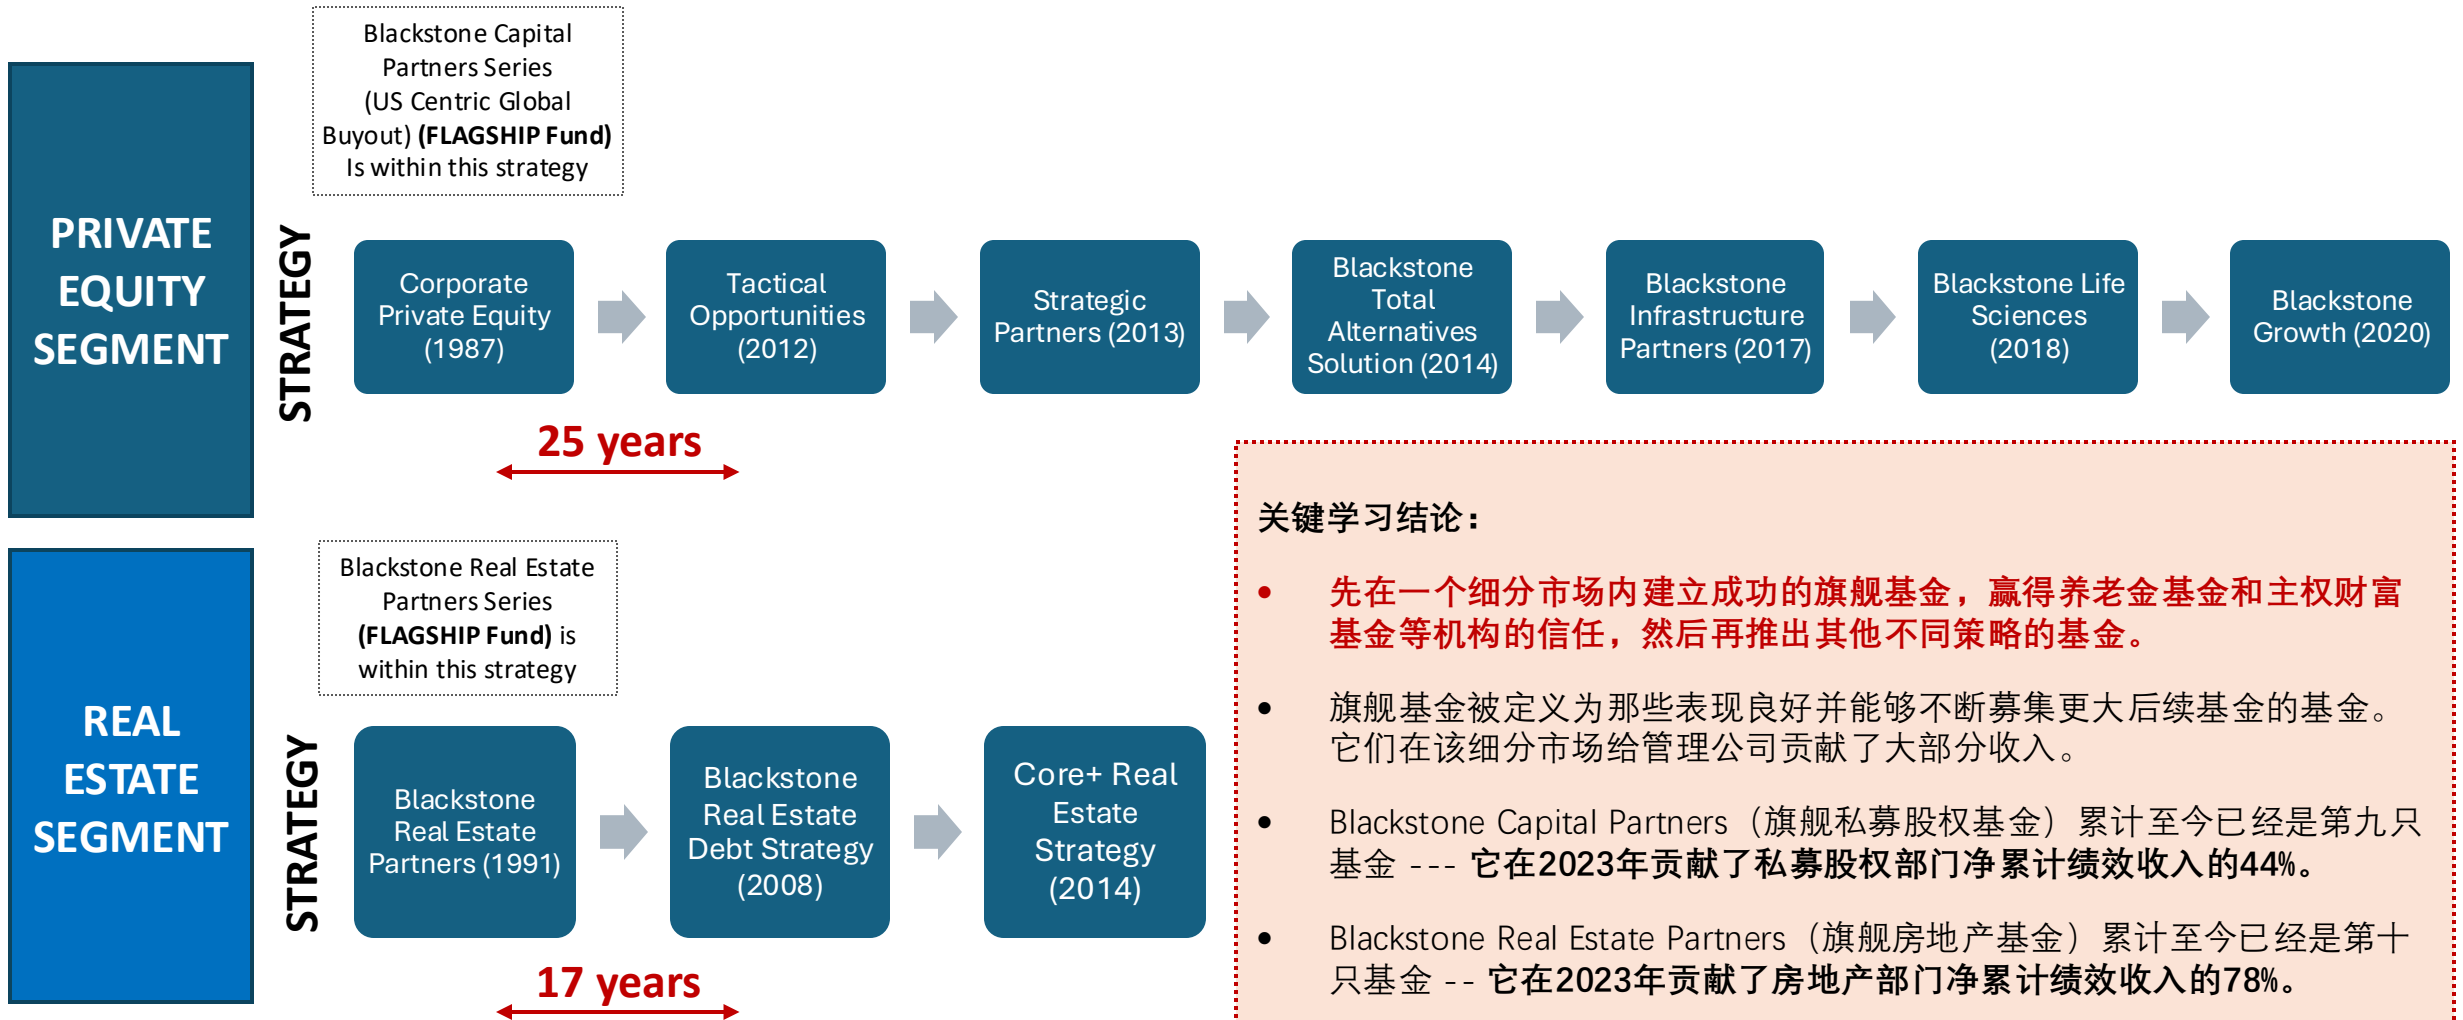 Blackstone Capital
Partners Series
(US Centric Global
Buyout) (FLAGSHIP Fund)
Is within this strategy
PRIVATE
EQUITY
SEGMENT
STRATEGY
Corporate
Private Equity
(1987)
Tactical
Opportunities
(2012)
Strategic
Partners (2013)
Blackstone
Total
Alternatives
Solution (2014)
Blackstone
Infrastructure
Partners (2017)
Blackstone Life
Sciences
(2018)
Blackstone
Growth (2020)
25 years
REAL
ESTATE
SEGMENT
Blackstone Real Estate
Partners Series
(FLAGSHIP Fund) is
within this strategy
STRATEGY
Blackstone
Real Estate
Partners (1991)
Blackstone
Real Estate
Debt Strategy
(2008)
Core+ Real
Estate
Strategy
(2014)
17 years
关键学习结论：
• 先在一个细分市场内建立成功的旗舰基金，赢得养老金基金和主权财富
基金等机构的信任，然后再推出其他不同策略的基金。
• 旗舰基金被定义为那些表现良好并能够不断募集更大后续基金的基金。
它们在该细分市场给管理公司贡献了大部分收入。
• Blackstone Capital Partners（旗舰私募股权基金）累计至今已经是第九只
基金 --- 它在2023年贡献了私募股权部门净累计绩效收入的44%。
• Blackstone Real Estate Partners（旗舰房地产基金）累计至今已经是第十
只基金 -- 它在2023年贡献了房地产部门净累计绩效收入的78%。